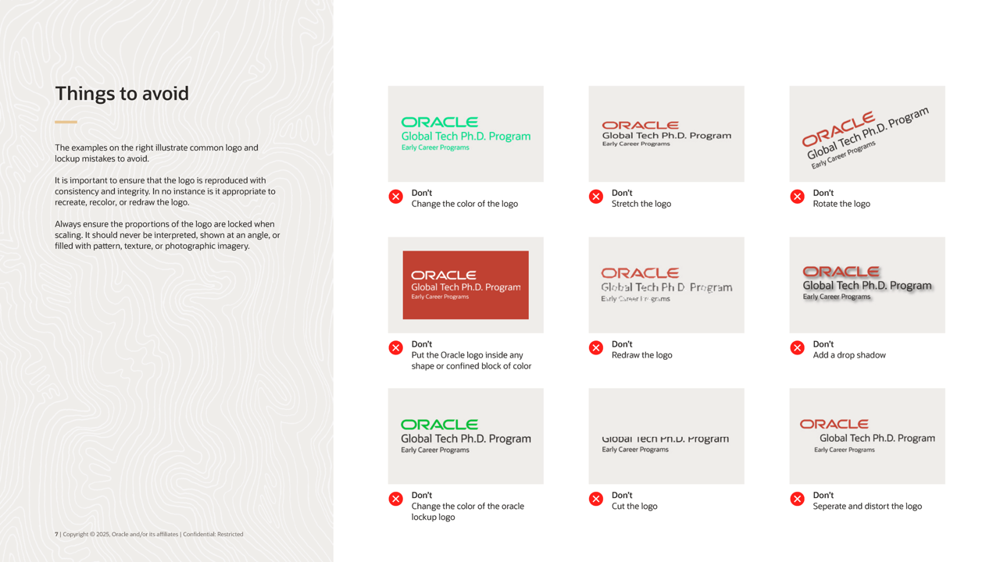 Things to avoid
The examples on the right illustrate common logo and
lockup mistakes to avoid.
It is important to ensure that the logo is reproduced with
consistency and integrity. In no instance is it appropriate to
recreate, recolor, or redraw the logo.
Always ensure the proportions of the logo are locked when
scaling. It should never be interpreted, shown at an angle, or
filled with pattern, texture, or photographic imagery.
7 | Copyright © 2025, Oracle and/or its affiliates | Confidential: Restricted
ORACLE
Global Tech Ph.D. Program
Early Career Programs
Don't
Change the color of the logo
ORACLE
Global Tech Ph.D. Program
Early Career Programs
Don't
Stretch the logo
ORACLE
Global Tech Ph.D. Program
Early Career Programs
Don't
Rotate the logo
ORACLE
Global Tech Ph.D. Program
Early Career Programs
Don't
Put the Oracle logo inside any
shape or confined block of color
ORACLE
Global Tech Ph D Program
Early Career Programs
Don't
Redraw the logo
ORACLE
Global Tech Ph.D. Program
Early Career Programs
Don't
Add a drop shadow
ORACLE
Global Tech Ph.D. Program
Early Career Programs
Don't
Change the color of the oracle
lockup logo
Global Tech Ph.D. Program
Early Career Programs
Don't
Cut the logo
ORACLE
Global Tech Ph.D. Program
Early Career Programs
Don't
Seperate and distort the logo